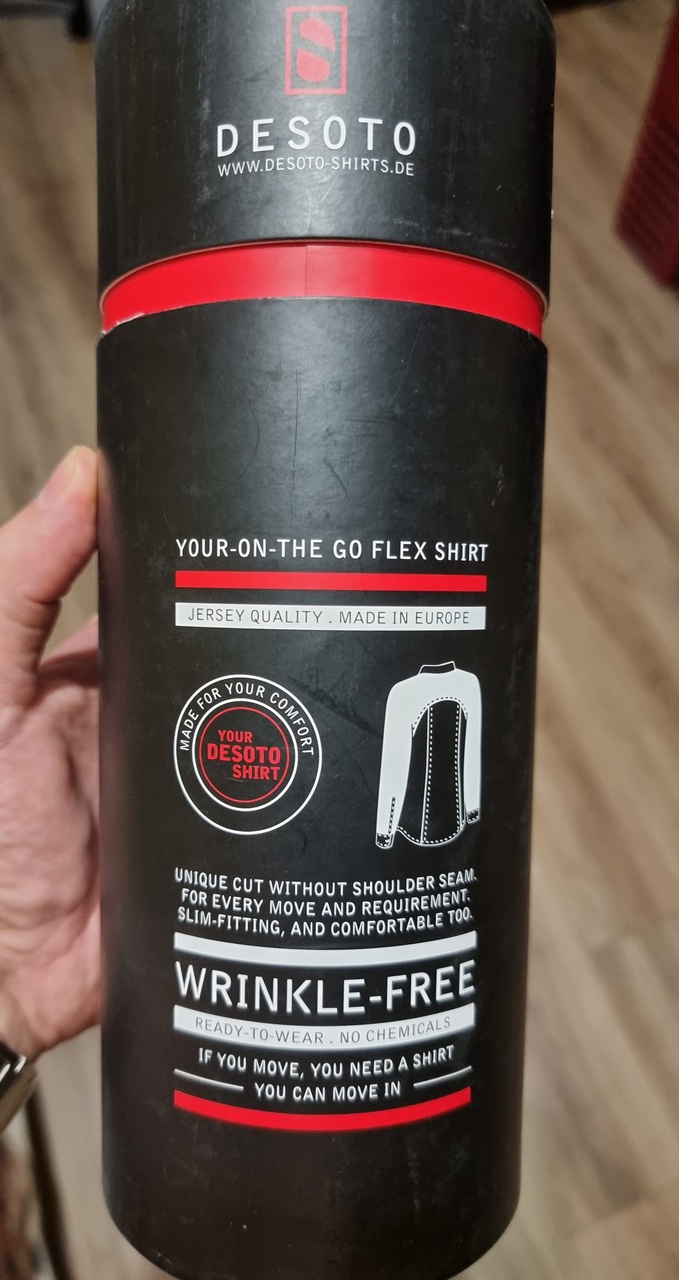 DESOTO
WWW.DESOTO-SHIRTS.DE
YOUR-ON-THE GO FLEX SHIRT
JERSEY QUALITY . MADE IN EUROPE
MADE FOR YOUR COMFORT
YOUR
DESOTO
SHIRT
UNIQUE CUT WITHOUT SHOULDER SEAM.
FOR EVERY MOVE AND REQUIREMENT.
SLIM-FITTING, AND COMFORTABLE TOO.
WRINKLE-FREE
READY-TO-WEAR . NO CHEMICALS
IF YOU MOVE, YOU NEED A SHIRT
YOU CAN MOVE IN